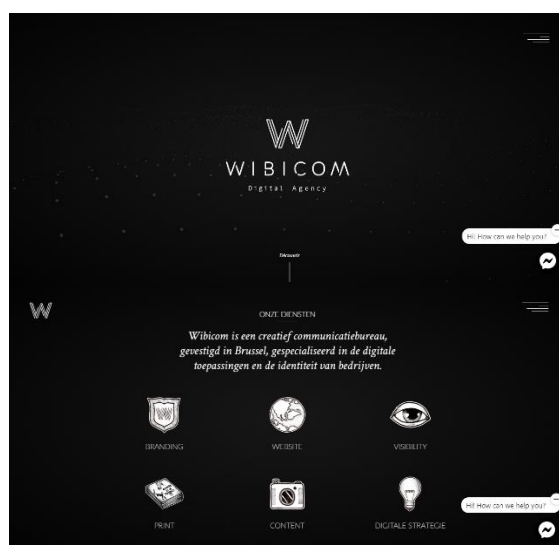 WIBICOM
Digital Agency
Hi! How can we help you?
Découvrir
ONZE DIENSTEN
Wibicom is een creatief communicatiebureau,
gevestigd in Brussel, gespecialiseerd in de digitale
toepassingen en de identiteit van bedrijven.
BRANDING
WEBSITE
VISIBILITY
PRINT
CONTENT
DIGITALE STRATEGIE
Hi! How can we help you?